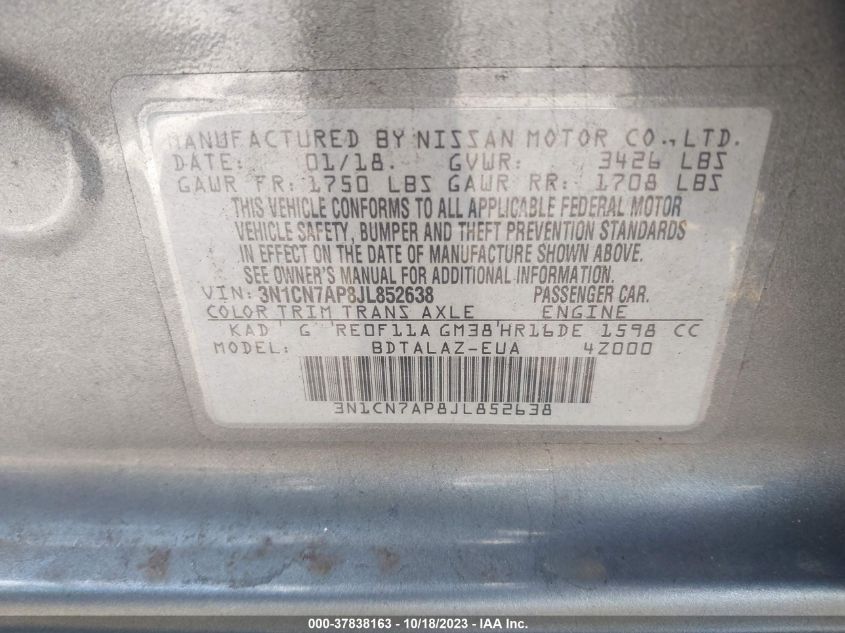 MANUFACTURED BY NISSAN MOTOR CO., LTD.
DATE: 01/18. GVWR: 3426 LBS
GAWR FR: 1750 LBS GAWR RR: 1708 LBS
THIS VEHICLE CONFORMS TO ALL APPLICABLE FEDERAL MOTOR
VEHICLE SAFETY, BUMPER AND THEFT PREVENTION STANDARDS
IN EFFECT ON THE DATE OF MANUFACTURE SHOWN ABOVE.
SEE OWNER'S MANUAL FOR ADDITIONAL INFORMATION.
VIN: 3N1CN7AP8JL852638 PASSENGER CAR.
COLOR TRIM TRANS AXLE ENGINE
KAD G RE0F11A GM38 HR16DE 1598 CC
MODEL: BDTALAZ-EUA 4Z000
3N1CN7AP8JL852638
000-37838163 - 10/18/2023 - IAA Inc.